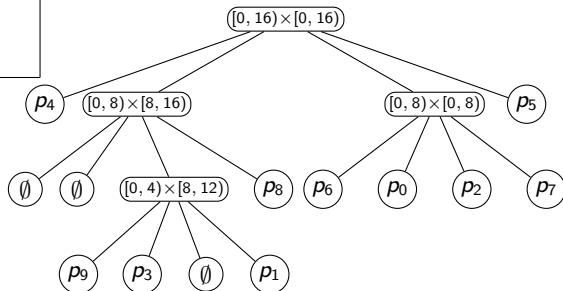 [0, 16)×[0, 16)
p4 [0, 8)×[8, 16) [0, 8)×[0, 8) p5
∅ ∅ [0, 4)×[8, 12) p8 p6 p0 p2 p7
p9 p3 ∅ p1